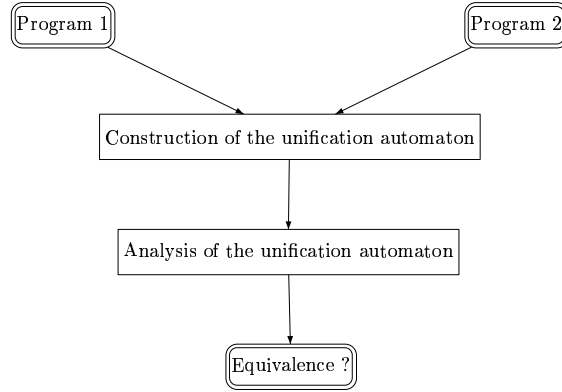 Program 1
Program 2
Construction of the unification automaton
Analysis of the unification automaton
Equivalence ?